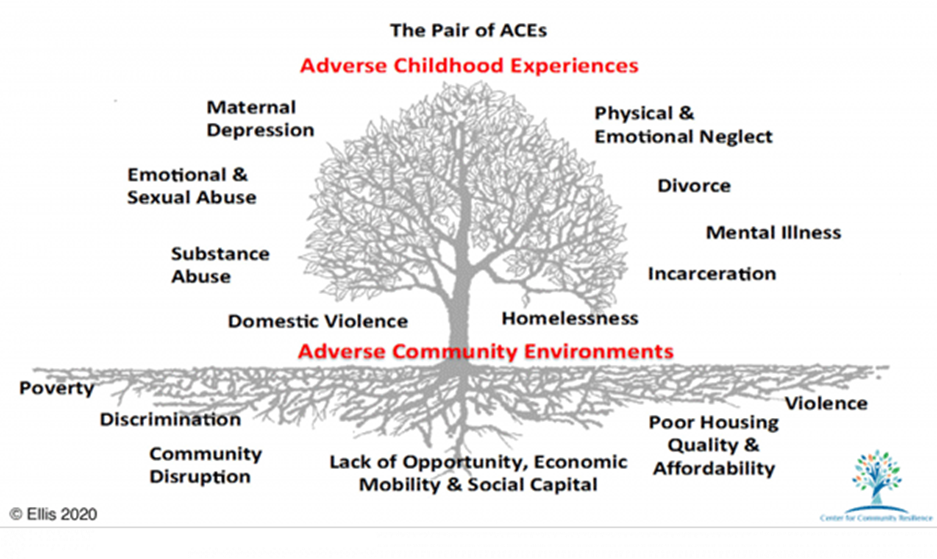 The Pair of ACEs
Adverse Childhood Experiences
Maternal
Depression
Physical &
Emotional Neglect
Emotional &
Sexual Abuse
Divorce
Mental Illness
Substance
Abuse
Incarceration
Domestic Violence
Homelessness
Adverse Community Environments
Poverty
Violence
Discrimination
Poor Housing
Quality &
Affordability
Community
Disruption
Lack of Opportunity, Economic
Mobility & Social Capital
© Ellis 2020
Center for Community Resilience